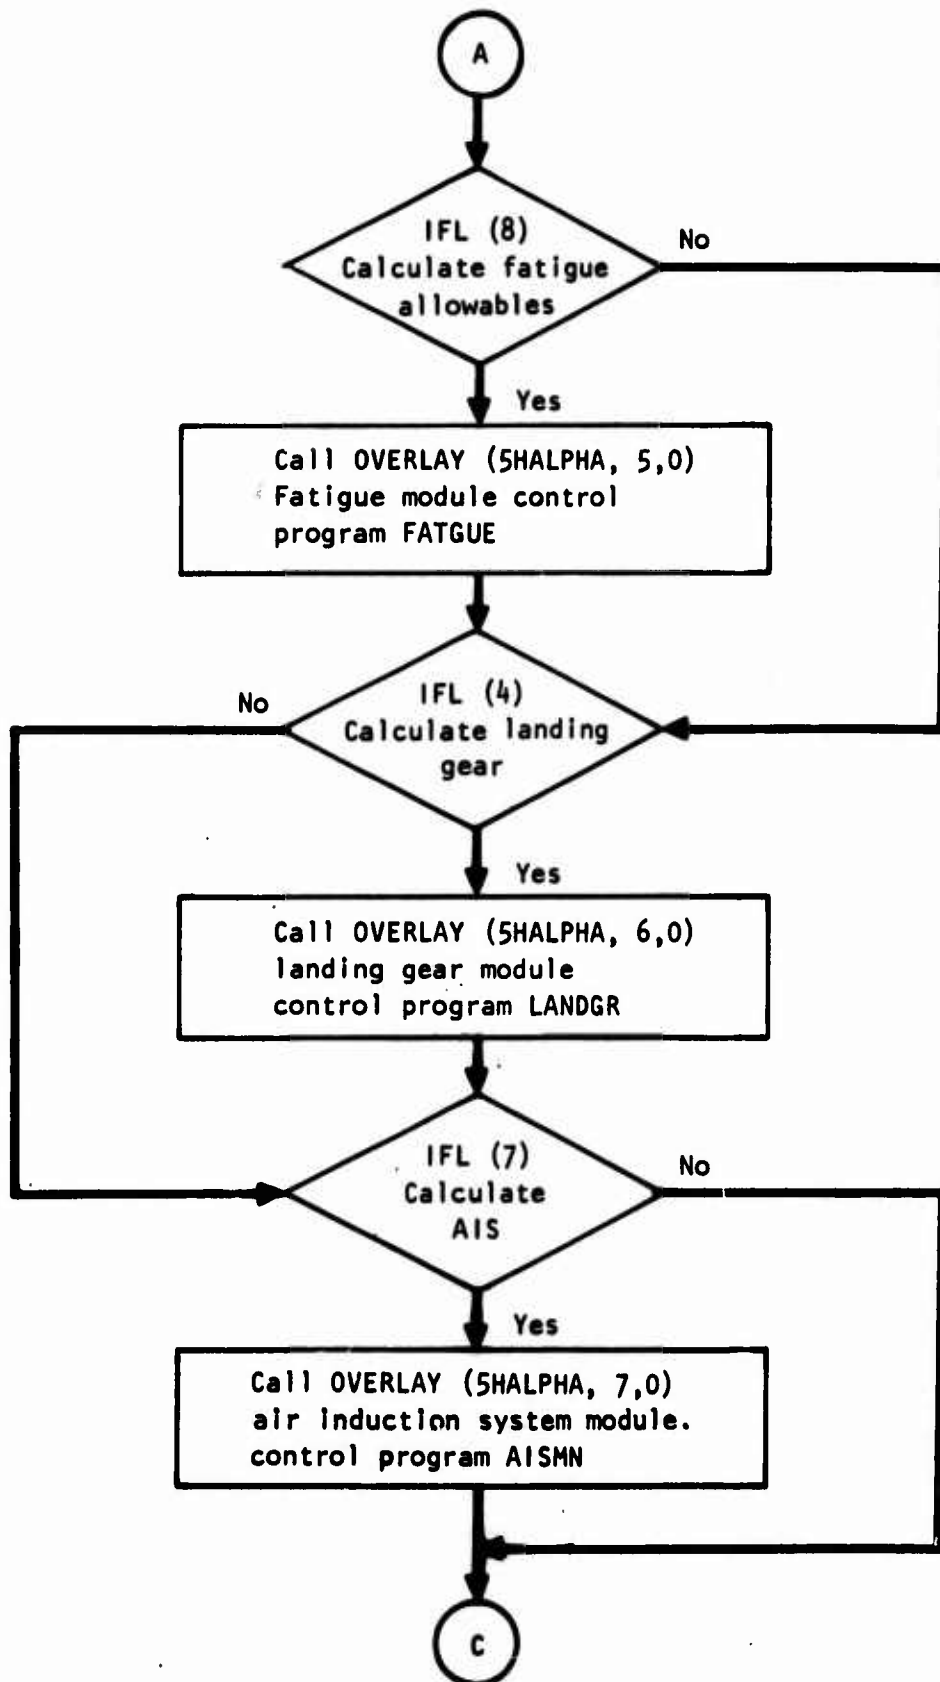 A
IFL (8)
Calculate fatigue
allowables
No
Yes
Call OVERLAY (5HALPHA, 5,0)
Fatigue module control
program FATGUE
IFL (4)
Calculate landing
gear
No
Yes
Call OVERLAY (5HALPHA, 6,0)
landing gear module
control program LANDGR
IFL (7)
Calculate
AIS
No
Yes
Call OVERLAY (5HALPHA, 7,0)
air induction system module.
control program AISMN
C